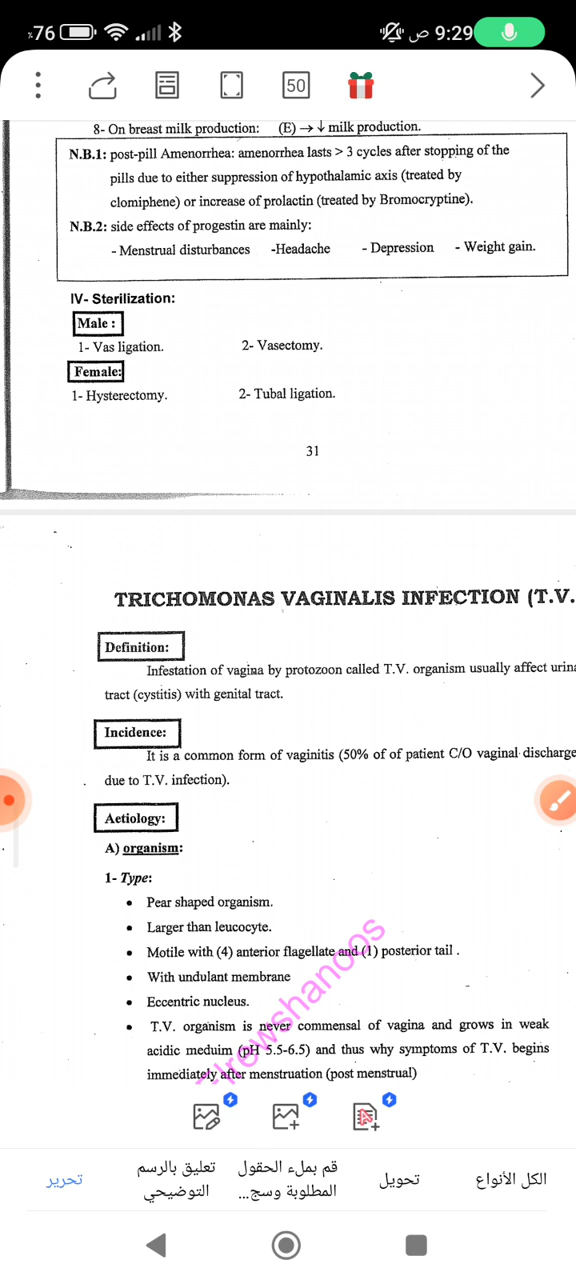 %76 9:29 ص
50
8- On breast milk production: (E) → ↓ milk production.
N.B.1: post-pill Amenorrhea: amenorrhea lasts > 3 cycles after stopping of the
pills due to either suppression of hypothalamic axis (treated by
clomiphene) or increase of prolactin (treated by Bromocryptine).
N.B.2: side effects of progestin are mainly:
- Menstrual disturbances -Headache - Depression - Weight gain.
IV- Sterilization:
Male :
1- Vas ligation. 2- Vasectomy.
Female:
1- Hysterectomy. 2- Tubal ligation.
31
TRICHOMONAS VAGINALIS INFECTION (T.V.
Definition:
Infestation of vagina by protozoon called T.V. organism usually affect urina
tract (cystitis) with genital tract.
Incidence:
It is a common form of vaginitis (50% of of patient C/O vaginal discharge
due to T.V. infection).
Aetiology:
A) organism:
1- Type:
• Pear shaped organism.
• Larger than leucocyte.
• Motile with (4) anterior flagellate and (1) posterior tail .
• With undulant membrane
• Eccentric nucleus.
• T.V. organism is never commensal of vagina and grows in weak
acidic meduim (pH 5.5-6.5) and thus why symptoms of T.V. begins
immediately after menstruation (post menstrual)
الكل الأنواع
تحويل
قم بملء الحقول
المطلوبة وسج...
تعليق بالرسم
التوضيحي
تحرير